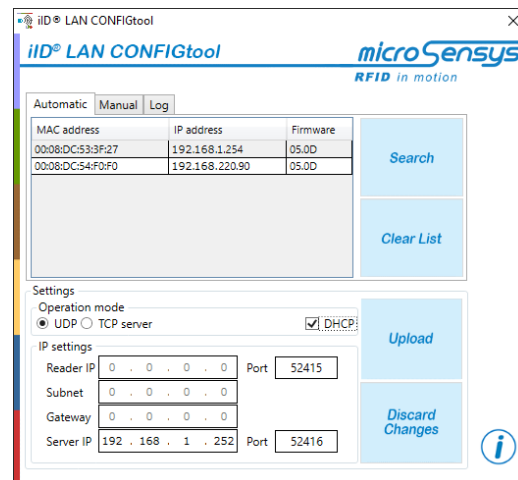 iID® LAN CONFIGtool
iID® LAN CONFIGtool
microSensys
RFID in motion
Automatic Manual Log
MAC address IP address Firmware
00:08:DC:53:3F:27 192.168.1.254 05.0D
00:08:DC:54:F0:F0 192.168.220.90 05.0D
Search
Clear List
Settings
Operation mode
UDP TCP server DHCP
IP settings
Reader IP 0 . 0 . 0 . 0 Port 52415
Subnet 0 . 0 . 0 . 0
Gateway 0 . 0 . 0 . 0
Server IP 192 . 168 . 1 . 252 Port 52416
Upload
Discard
Changes
i